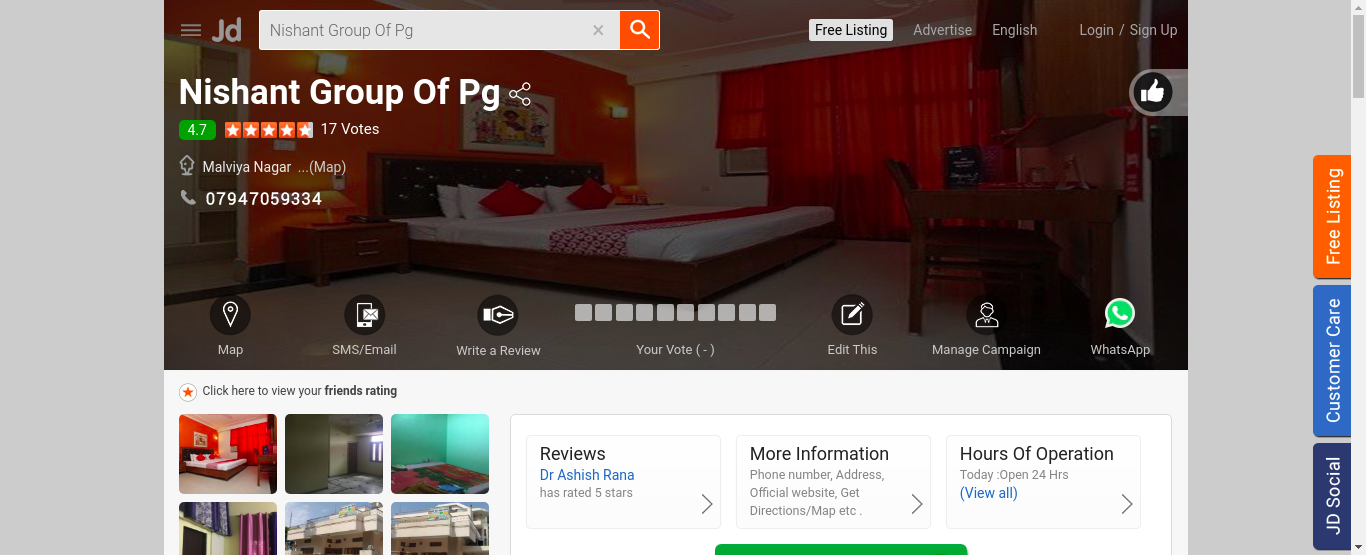 Jd
Nishant Group Of Pg
Free Listing
Advertise
English
Login / Sign Up
Nishant Group Of Pg
4.7
17 Votes
Malviya Nagar ...(Map)
07947059334
Map
SMS/Email
Write a Review
Your Vote ( - )
Edit This
Manage Campaign
WhatsApp
Free Listing
Customer Care
JD Social
Click here to view your friends rating
Reviews
Dr Ashish Rana
has rated 5 stars
More Information
Phone number, Address,
Official website, Get
Directions/Map etc .
Hours Of Operation
Today :Open 24 Hrs
(View all)